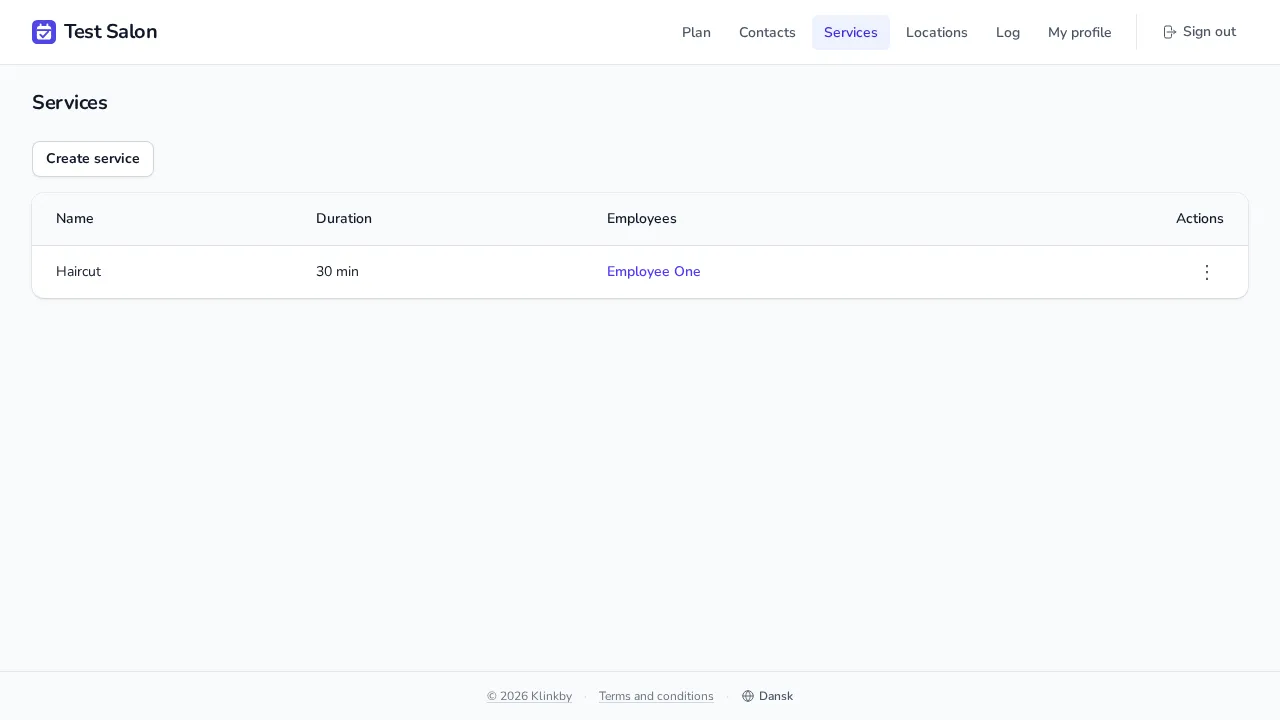 Test Salon
Plan Contacts Services Locations Log My profile Sign out
Services
Create service
Name Duration Employees Actions
Haircut 30 min Employee One
© 2026 Klinkby · Terms and conditions · Dansk